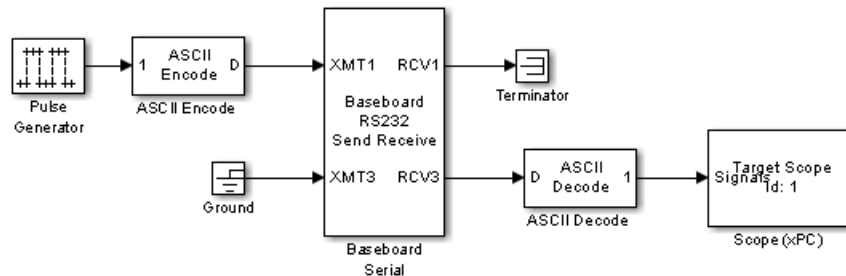 Pulse
Generator
1
ASCII
Encode
D
ASCII Encode
XMT1
RCV1
Baseboard
RS232
Send Receive
XMT3
RCV3
Baseboard
Serial
Ground
Terminator
D
ASCII
Decode
1
ASCII Decode
Target Scope
Signals
Id: 1
Scope (xPC)